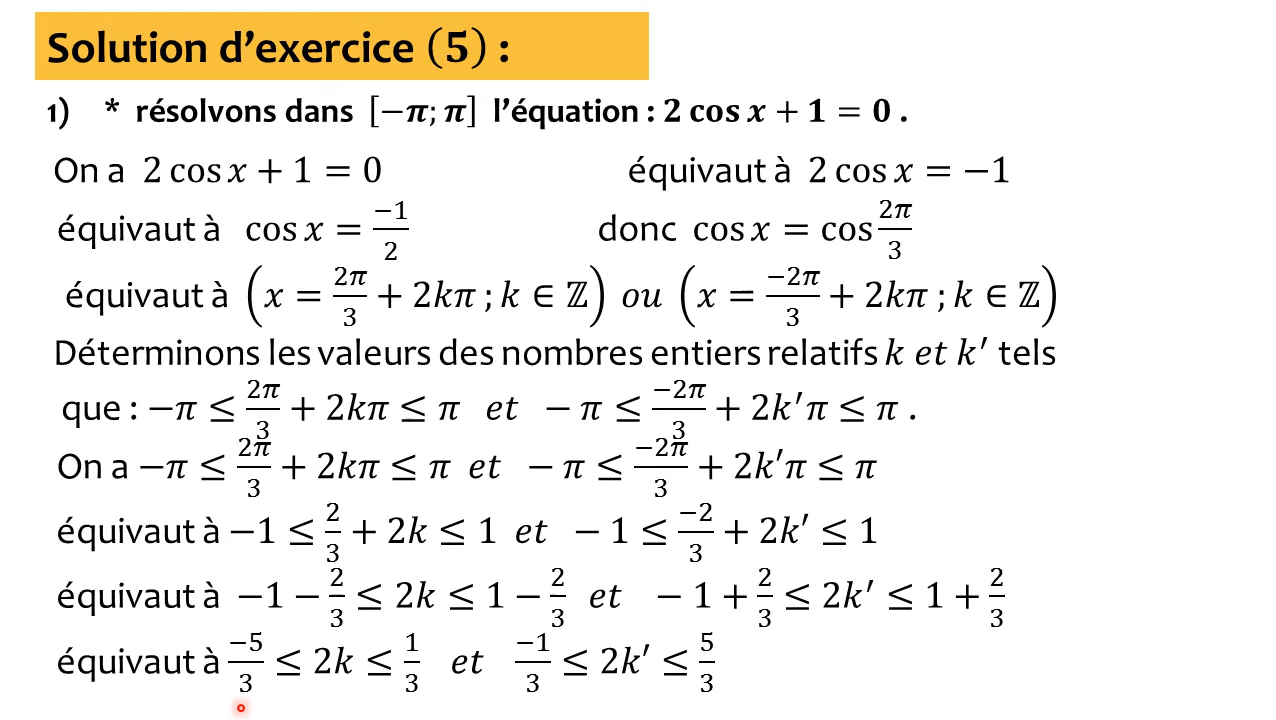 Solution d’exercice (5) :
1) * résolvons dans [−π; π] l’équation : 2 cos x + 1 = 0 .
On a 2 cos x + 1 = 0 équivaut à 2 cos x = −1
équivaut à cos x = −1/2 donc cos x = cos 2π/3
équivaut à (x = 2π/3 + 2kπ ; k ∈ ℤ) ou (x = −2π/3 + 2kπ ; k ∈ ℤ)
Déterminons les valeurs des nombres entiers relatifs k et k′ tels
que : −π ≤ 2π/3 + 2kπ ≤ π et − π ≤ −2π/3 + 2k′π ≤ π .
On a −π ≤ 2π/3 + 2kπ ≤ π et − π ≤ −2π/3 + 2k′π ≤ π
équivaut à −1 ≤ 2/3 + 2k ≤ 1 et − 1 ≤ −2/3 + 2k′ ≤ 1
équivaut à −1 − 2/3 ≤ 2k ≤ 1 − 2/3 et − 1 + 2/3 ≤ 2k′ ≤ 1 + 2/3
équivaut à −5/3 ≤ 2k ≤ 1/3 et −1/3 ≤ 2k′ ≤ 5/3